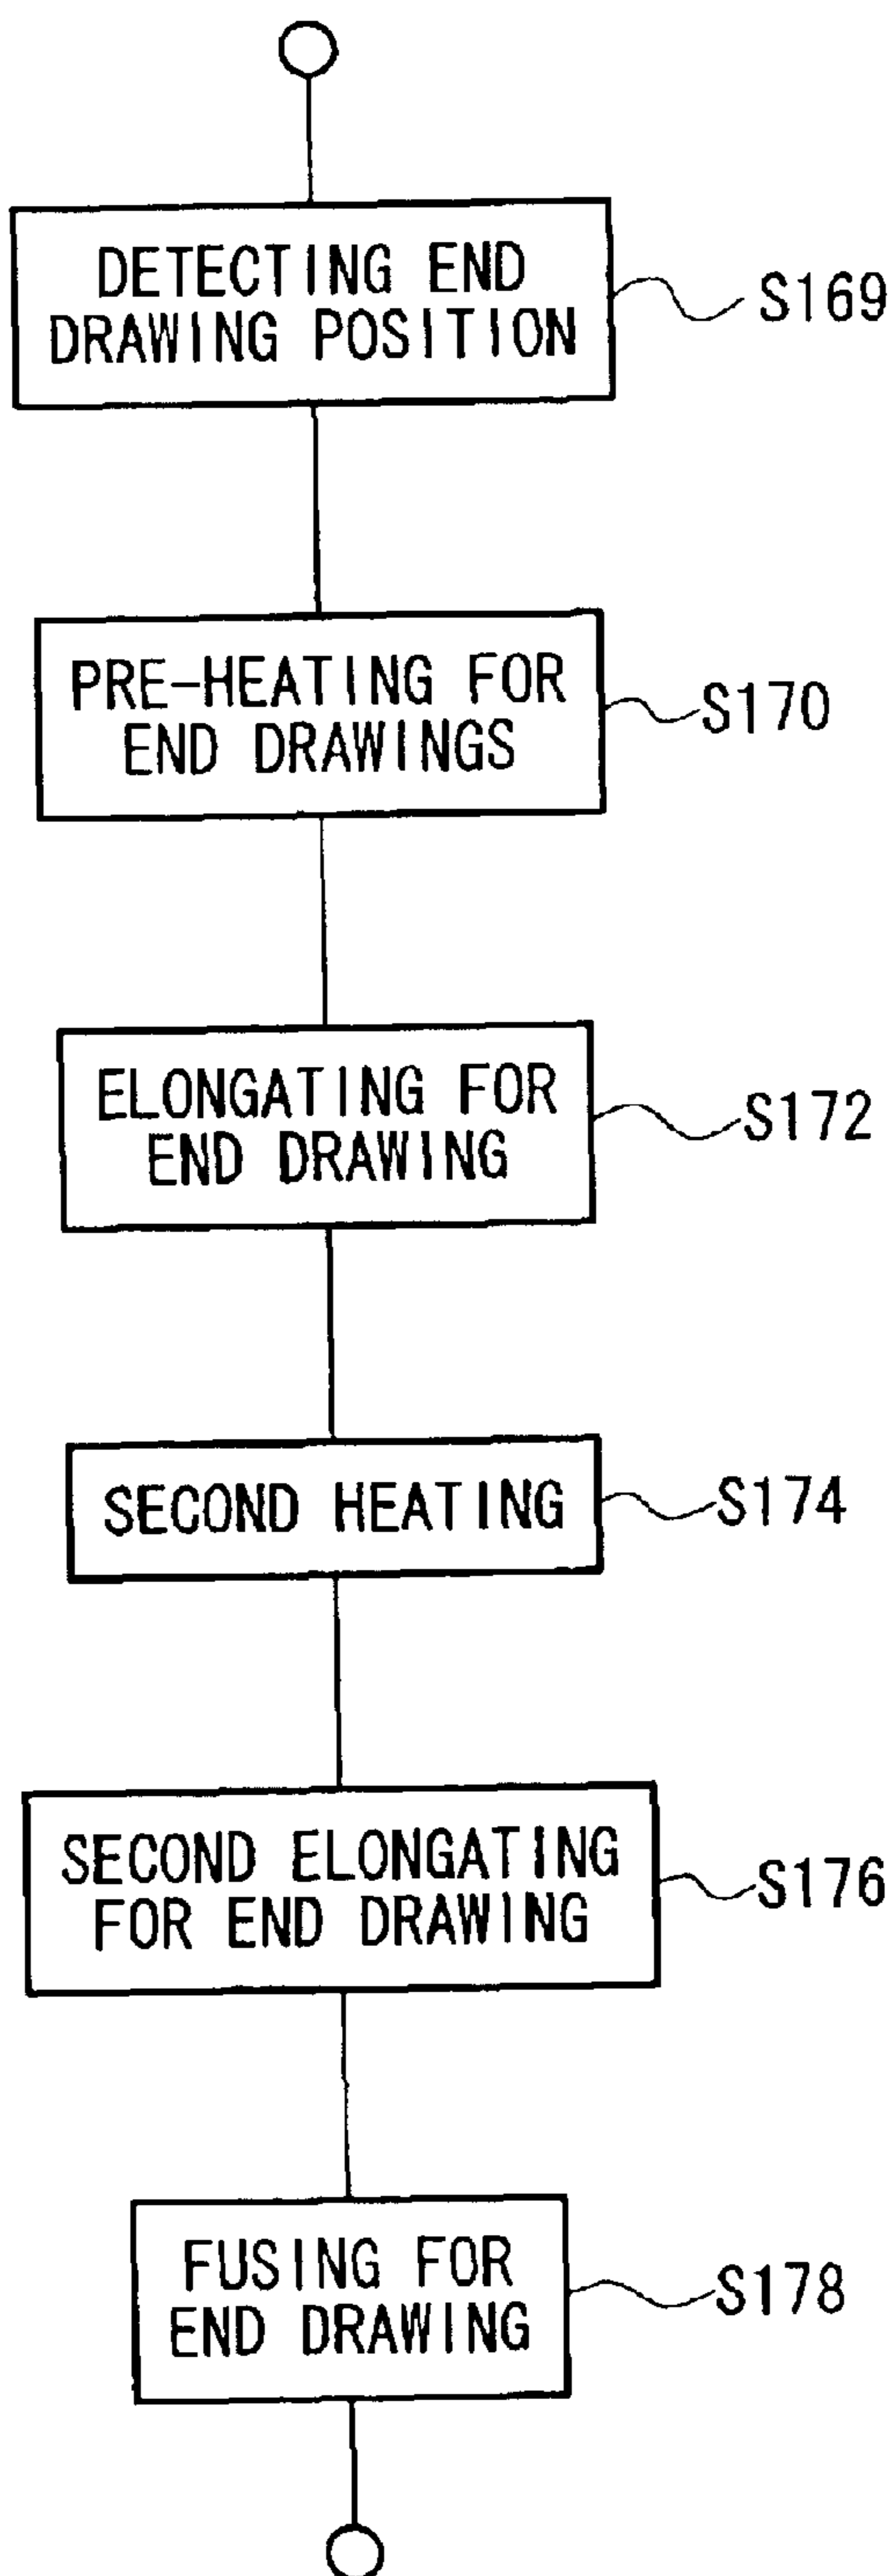 DETECTING END
DRAWING POSITION
S169
PRE-HEATING FOR
END DRAWINGS
S170
ELONGATING FOR
END DRAWING
S172
SECOND HEATING
S174
SECOND ELONGATING
FOR END DRAWING
S176
FUSING FOR
END DRAWING
S178